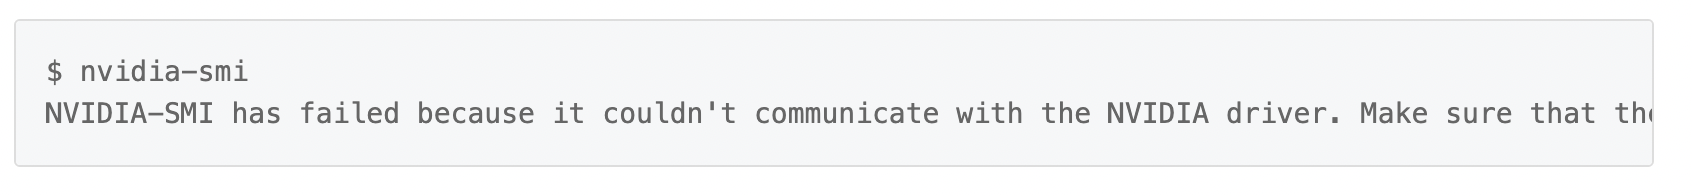 $ nvidia-smi
NVIDIA-SMI has failed because it couldn't communicate with the NVIDIA driver. Make sure that